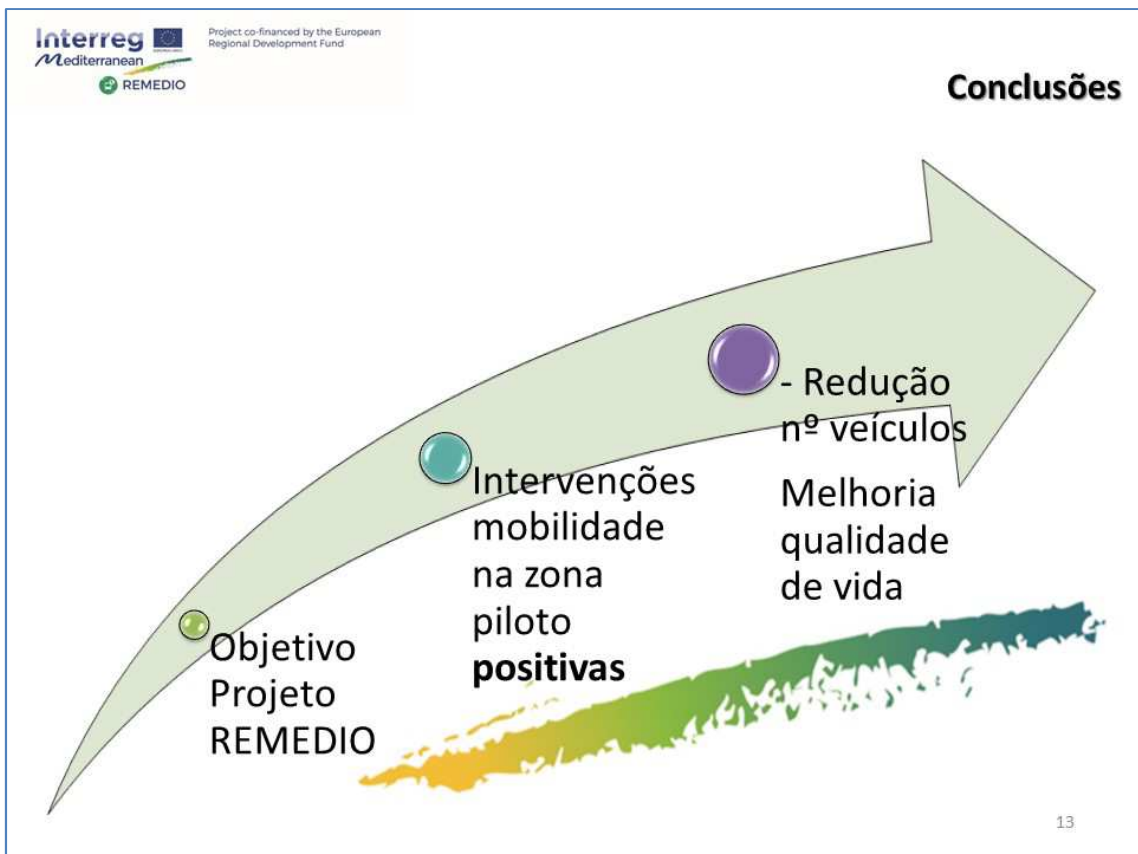 Interreg
Mediterranean
REMEDIO
Project co-financed by the European
Regional Development Fund
Conclusões
Objetivo
Projeto
REMEDIO
Intervenções
mobilidade
na zona
piloto
positivas
- Redução
nº veículos
Melhoria
qualidade
de vida
13